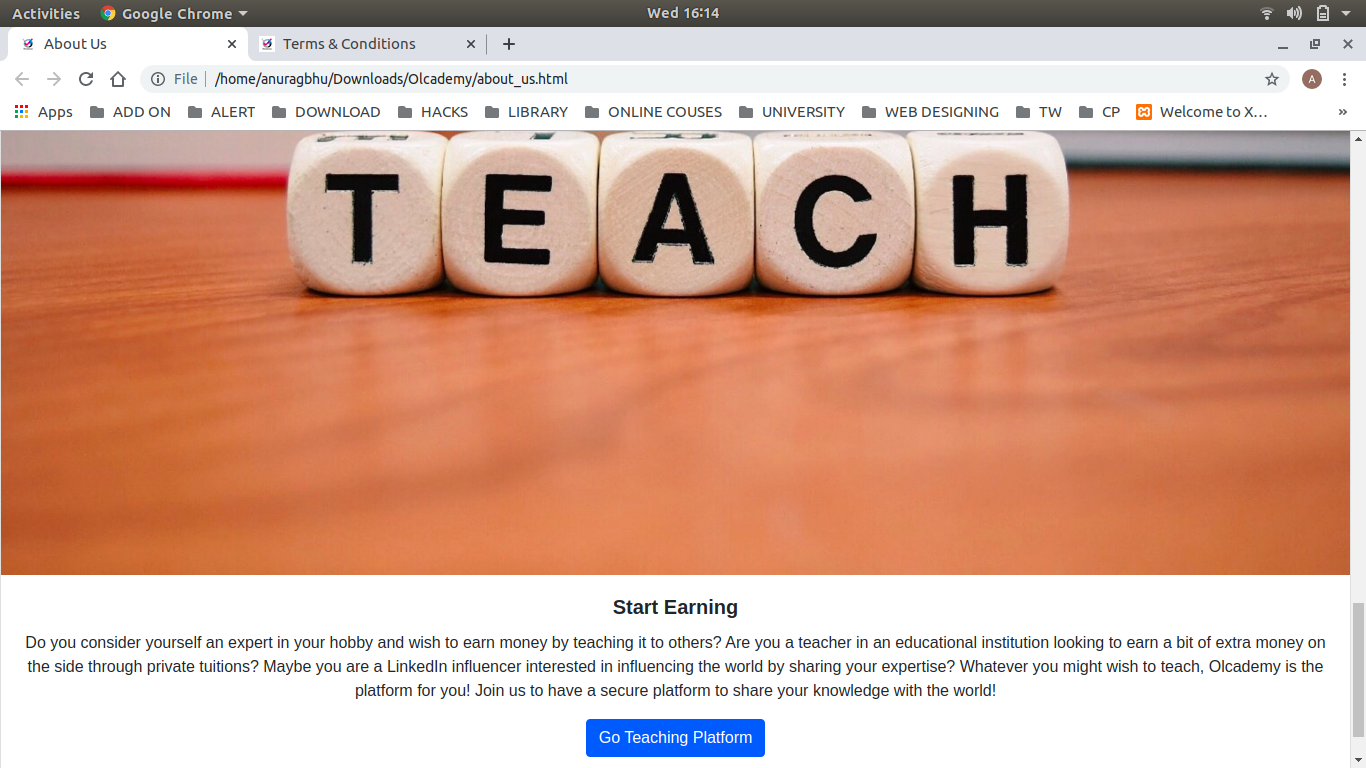 Activities Google Chrome Wed 16:14
About Us Terms & Conditions
File /home/anuragbhu/Downloads/Olcademy/about_us.html A
Apps ADD ON ALERT DOWNLOAD HACKS LIBRARY ONLINE COUSES UNIVERSITY WEB DESIGNING TW CP Welcome to X… »
TEACH
Start Earning
Do you consider yourself an expert in your hobby and wish to earn money by teaching it to others? Are you a teacher in an educational institution looking to earn a bit of extra money on
the side through private tuitions? Maybe you are a LinkedIn influencer interested in influencing the world by sharing your expertise? Whatever you might wish to teach, Olcademy is the
platform for you! Join us to have a secure platform to share your knowledge with the world!
Go Teaching Platform